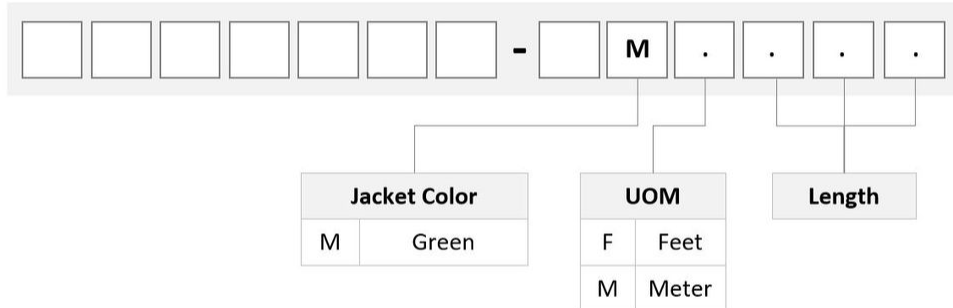 - M . . . .
Jacket Color UOM Length
M Green F Feet
M Meter